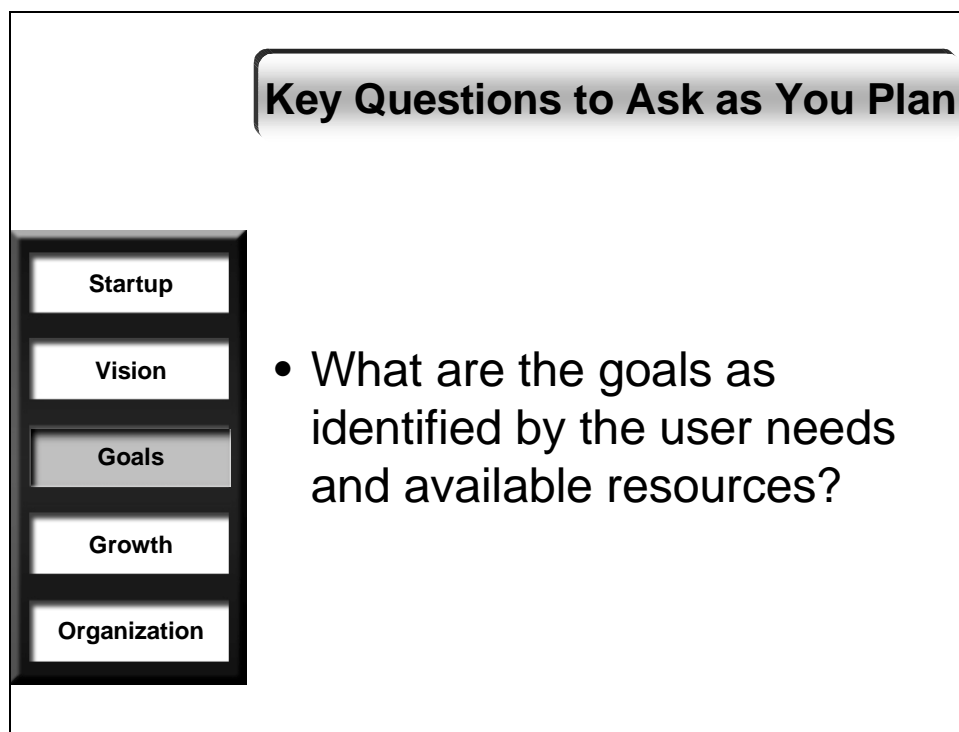 Key Questions to Ask as You Plan
Startup
Vision
Goals
Growth
Organization
• What are the goals as
identified by the user needs
and available resources?